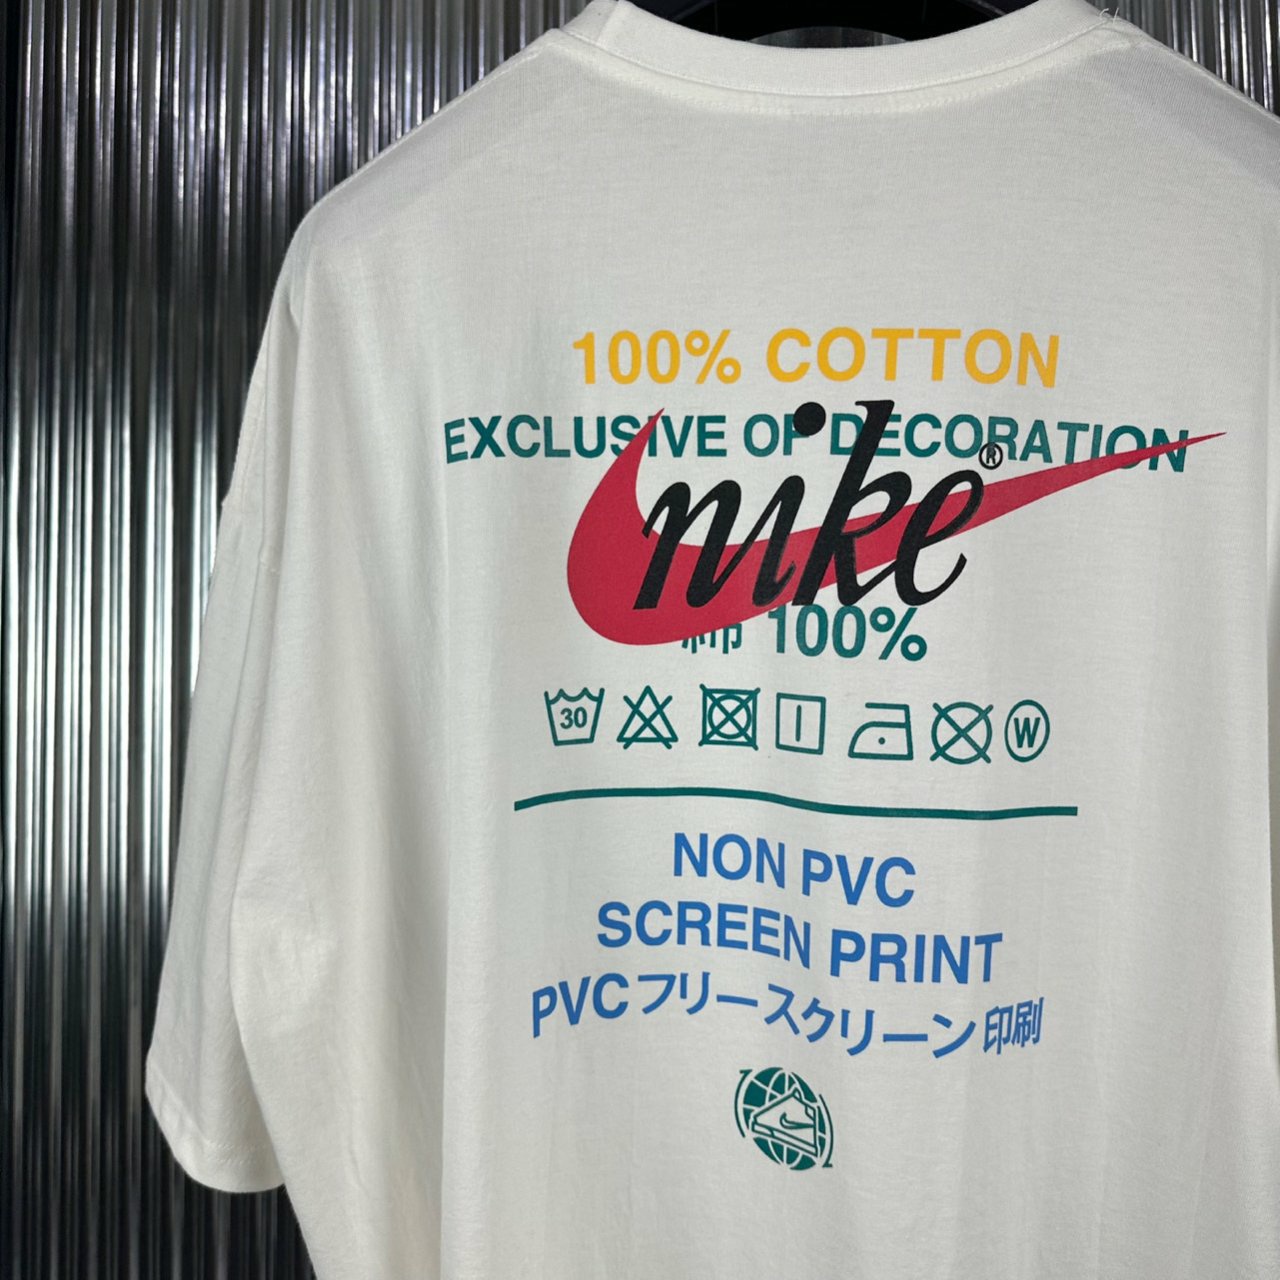 100% COTTON
EXCLUSIVE OF DECORATION
nike®
綿 100%
30
W
NON PVC
SCREEN PRINT
PVCフリースクリーン印刷